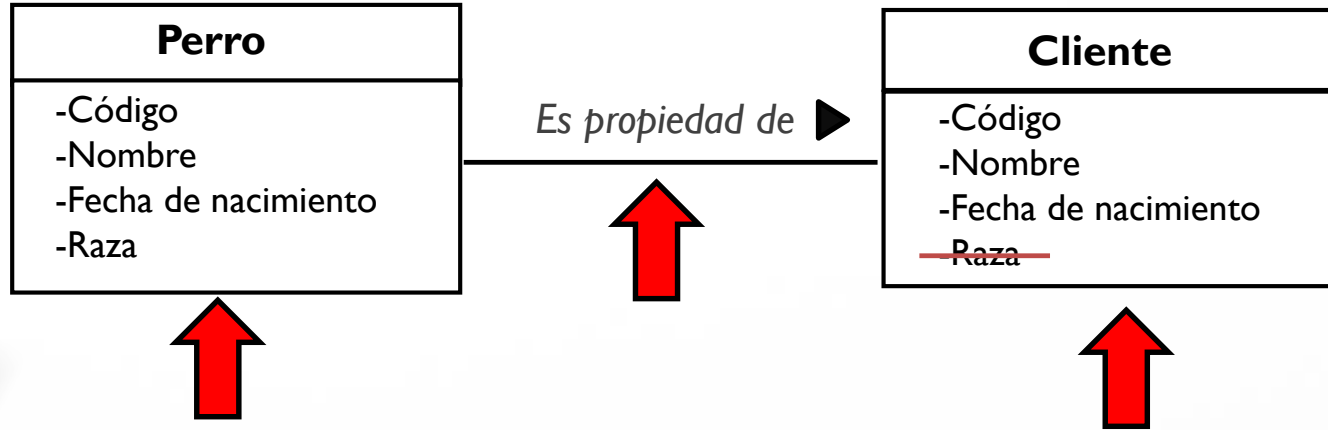 Perro
-Código
-Nombre
-Fecha de nacimiento
-Raza
Es propiedad de
Cliente
-Código
-Nombre
-Fecha de nacimiento
-Raza